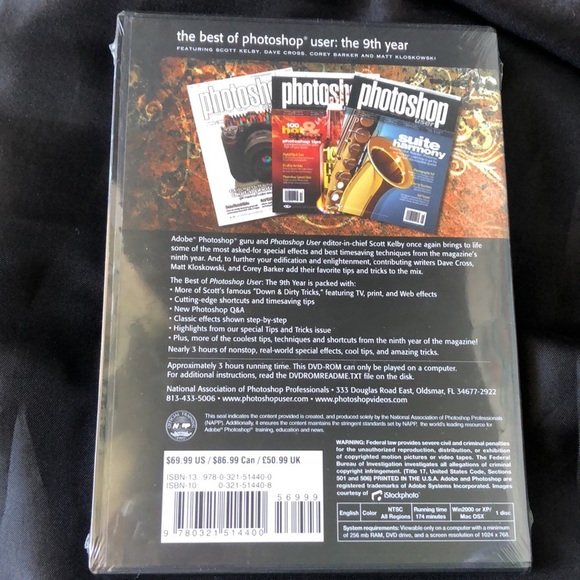 the best of photoshop® user: the 9th year
FEATURING SCOTT KELBY, DAVE CROSS, COREY BARKER AND MATT KLOSKOWSKI
photoshop
photoshop
photoshop
user
100
hot &
photoshop tips
suite
harmony
Adobe® Photoshop® guru and Photoshop User editor-in-chief Scott Kelby once again brings to life
some of the most asked-for special effects and best timesaving techniques from the magazine's
ninth year. And, to further your edification and enlightenment, contributing writers Dave Cross,
Matt Kloskowski, and Corey Barker add their favorite tips and tricks to the mix.
The Best of Photoshop User: The 9th Year is packed with:
• More of Scott's famous "Down & Dirty Tricks," featuring TV, print, and Web effects
• Cutting-edge shortcuts and timesaving tips
• New Photoshop Q&A
• Classic effects shown step-by-step
• Highlights from our special Tips and Tricks issue
• Plus, more of the coolest tips, techniques and shortcuts from the ninth year of the magazine!
Nearly 3 hours of nonstop, real-world special effects, cool tips, and amazing tricks.
Approximately 3 hours running time. This DVD-ROM can only be played on a computer.
For additional instructions, read the DVDROMREADME.TXT file on the disk.
National Association of Photoshop Professionals • 333 Douglas Road East, Oldsmar, FL 34677-2922
813-433-5006 • www.photoshopuser.com • www.photoshopvideos.com
This seal indicates the content provided is created, and produced solely by the National Association of Photoshop Professionals
(NAPP). Additionally, it ensures the content maintains the stringent standards set by NAPP, the world's leading resource for
Adobe® Photoshop® training, education and news.
$69.99 US / $86.99 Can / £50.99 UK
ISBN-13 978-0-321-51440-0
ISBN-10 0-321-51440-8
56999
9 780321 514400
WARNING: Federal law provides severe civil and criminal penalties
for the unauthorized reproduction, distribution, or exhibition
of copyrighted motion pictures or video tapes. The Federal
Bureau of Investigation investigates all allegations of criminal
copyright infringement. (Title 17, United States Code, Sections
501 and 506) PRINTED IN THE U.S.A. Adobe and Photoshop are
registered trademarks of Adobe Systems Incorporated. Images
courtesy of iStockphoto
English Color NTSC All Regions Running time 174 minutes Win2000 or XP/ Mac OSX 1 disc
System requirements: Viewable only on a computer with a minimum
of 256 mb RAM, DVD drive, and a screen resolution of 1024 x 768.